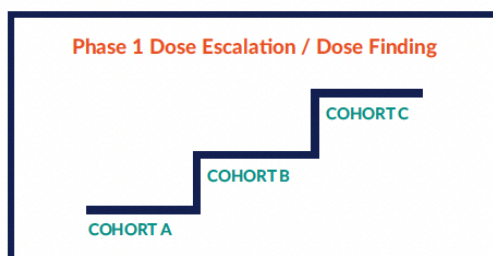 Phase 1 Dose Escalation / Dose Finding
COHORT C
COHORT B
COHORT A